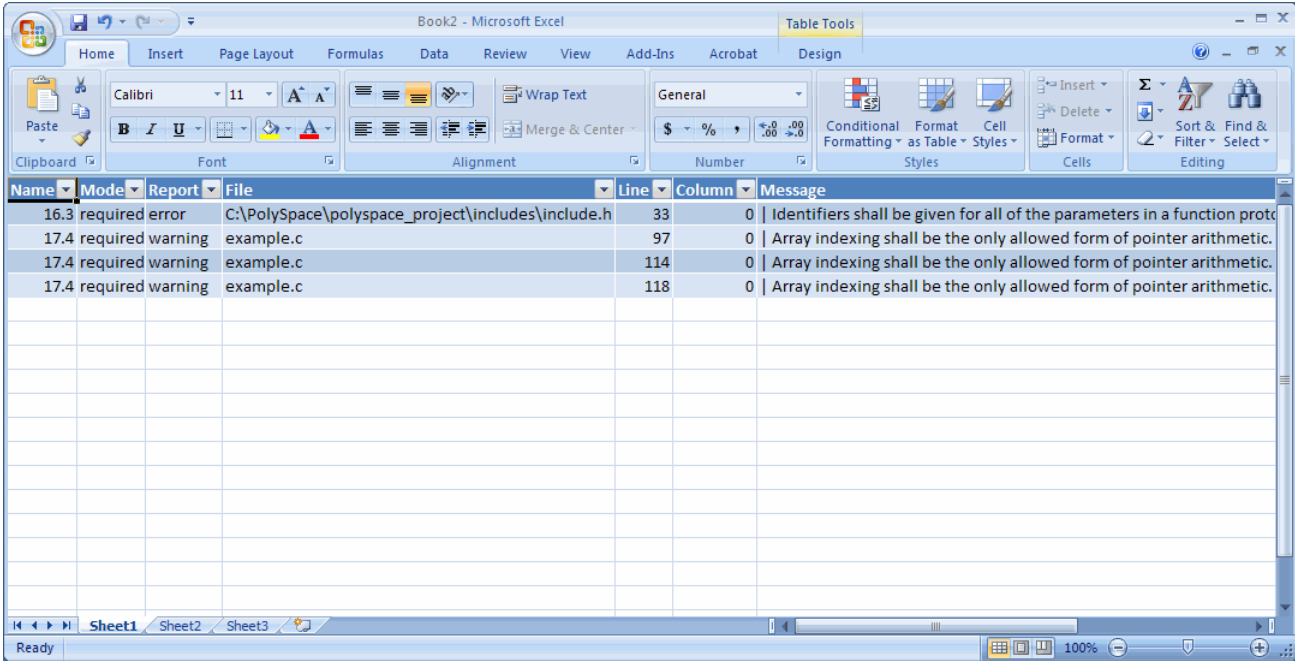 Book2 - Microsoft Excel Table Tools
Home Insert Page Layout Formulas Data Review View Add-Ins Acrobat Design
Paste Calibri 11 A A Wrap Text General Conditional Formatting Format as Table Cell Styles Insert Delete Format Σ Sort & Filter Find & Select
B I U A Merge & Center $ % , .0 .00 .00 .0
Clipboard Font Alignment Number Styles Cells Editing
Name Mode Report File Line Column Message
16.3 required error C:\PolySpace\polyspace_project\includes\include.h 33 0 | Identifiers shall be given for all of the parameters in a function proto
17.4 required warning example.c 97 0 | Array indexing shall be the only allowed form of pointer arithmetic.
17.4 required warning example.c 114 0 | Array indexing shall be the only allowed form of pointer arithmetic.
17.4 required warning example.c 118 0 | Array indexing shall be the only allowed form of pointer arithmetic.
Sheet1 Sheet2 Sheet3
Ready 100%